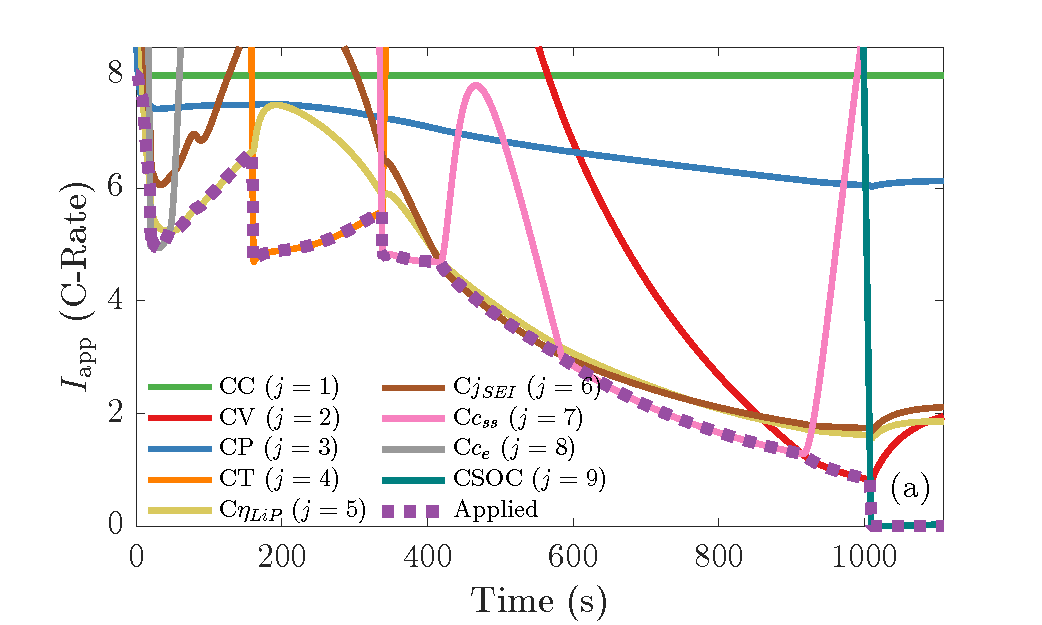 8
6
4
2
0
I_app (C-Rate)
CC (j = 1)
CV (j = 2)
CP (j = 3)
CT (j = 4)
Cη_LiP (j = 5)
Cj_SEI (j = 6)
Cc_ss (j = 7)
Cc_e (j = 8)
CSOC (j = 9)
Applied
(a)
0 200 400 600 800 1000
Time (s)